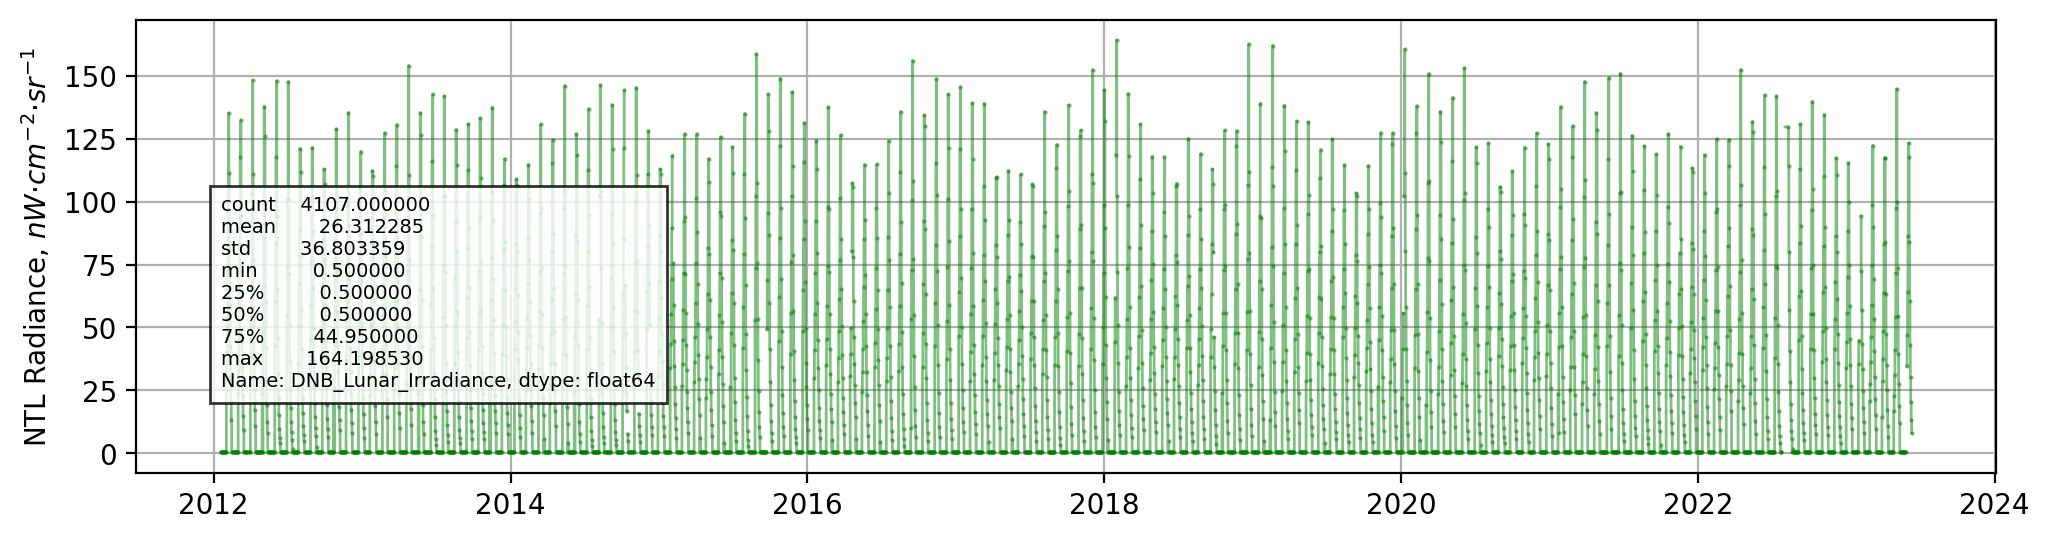 NTL Radiance, nW·cm⁻²·sr⁻¹
150
125
100
75
50
25
0
count 4107.000000
mean 26.312285
std 36.803359
min 0.500000
25% 0.500000
50% 0.500000
75% 44.950000
max 164.198530
Name: DNB_Lunar_Irradiance, dtype: float64
2012 2014 2016 2018 2020 2022 2024